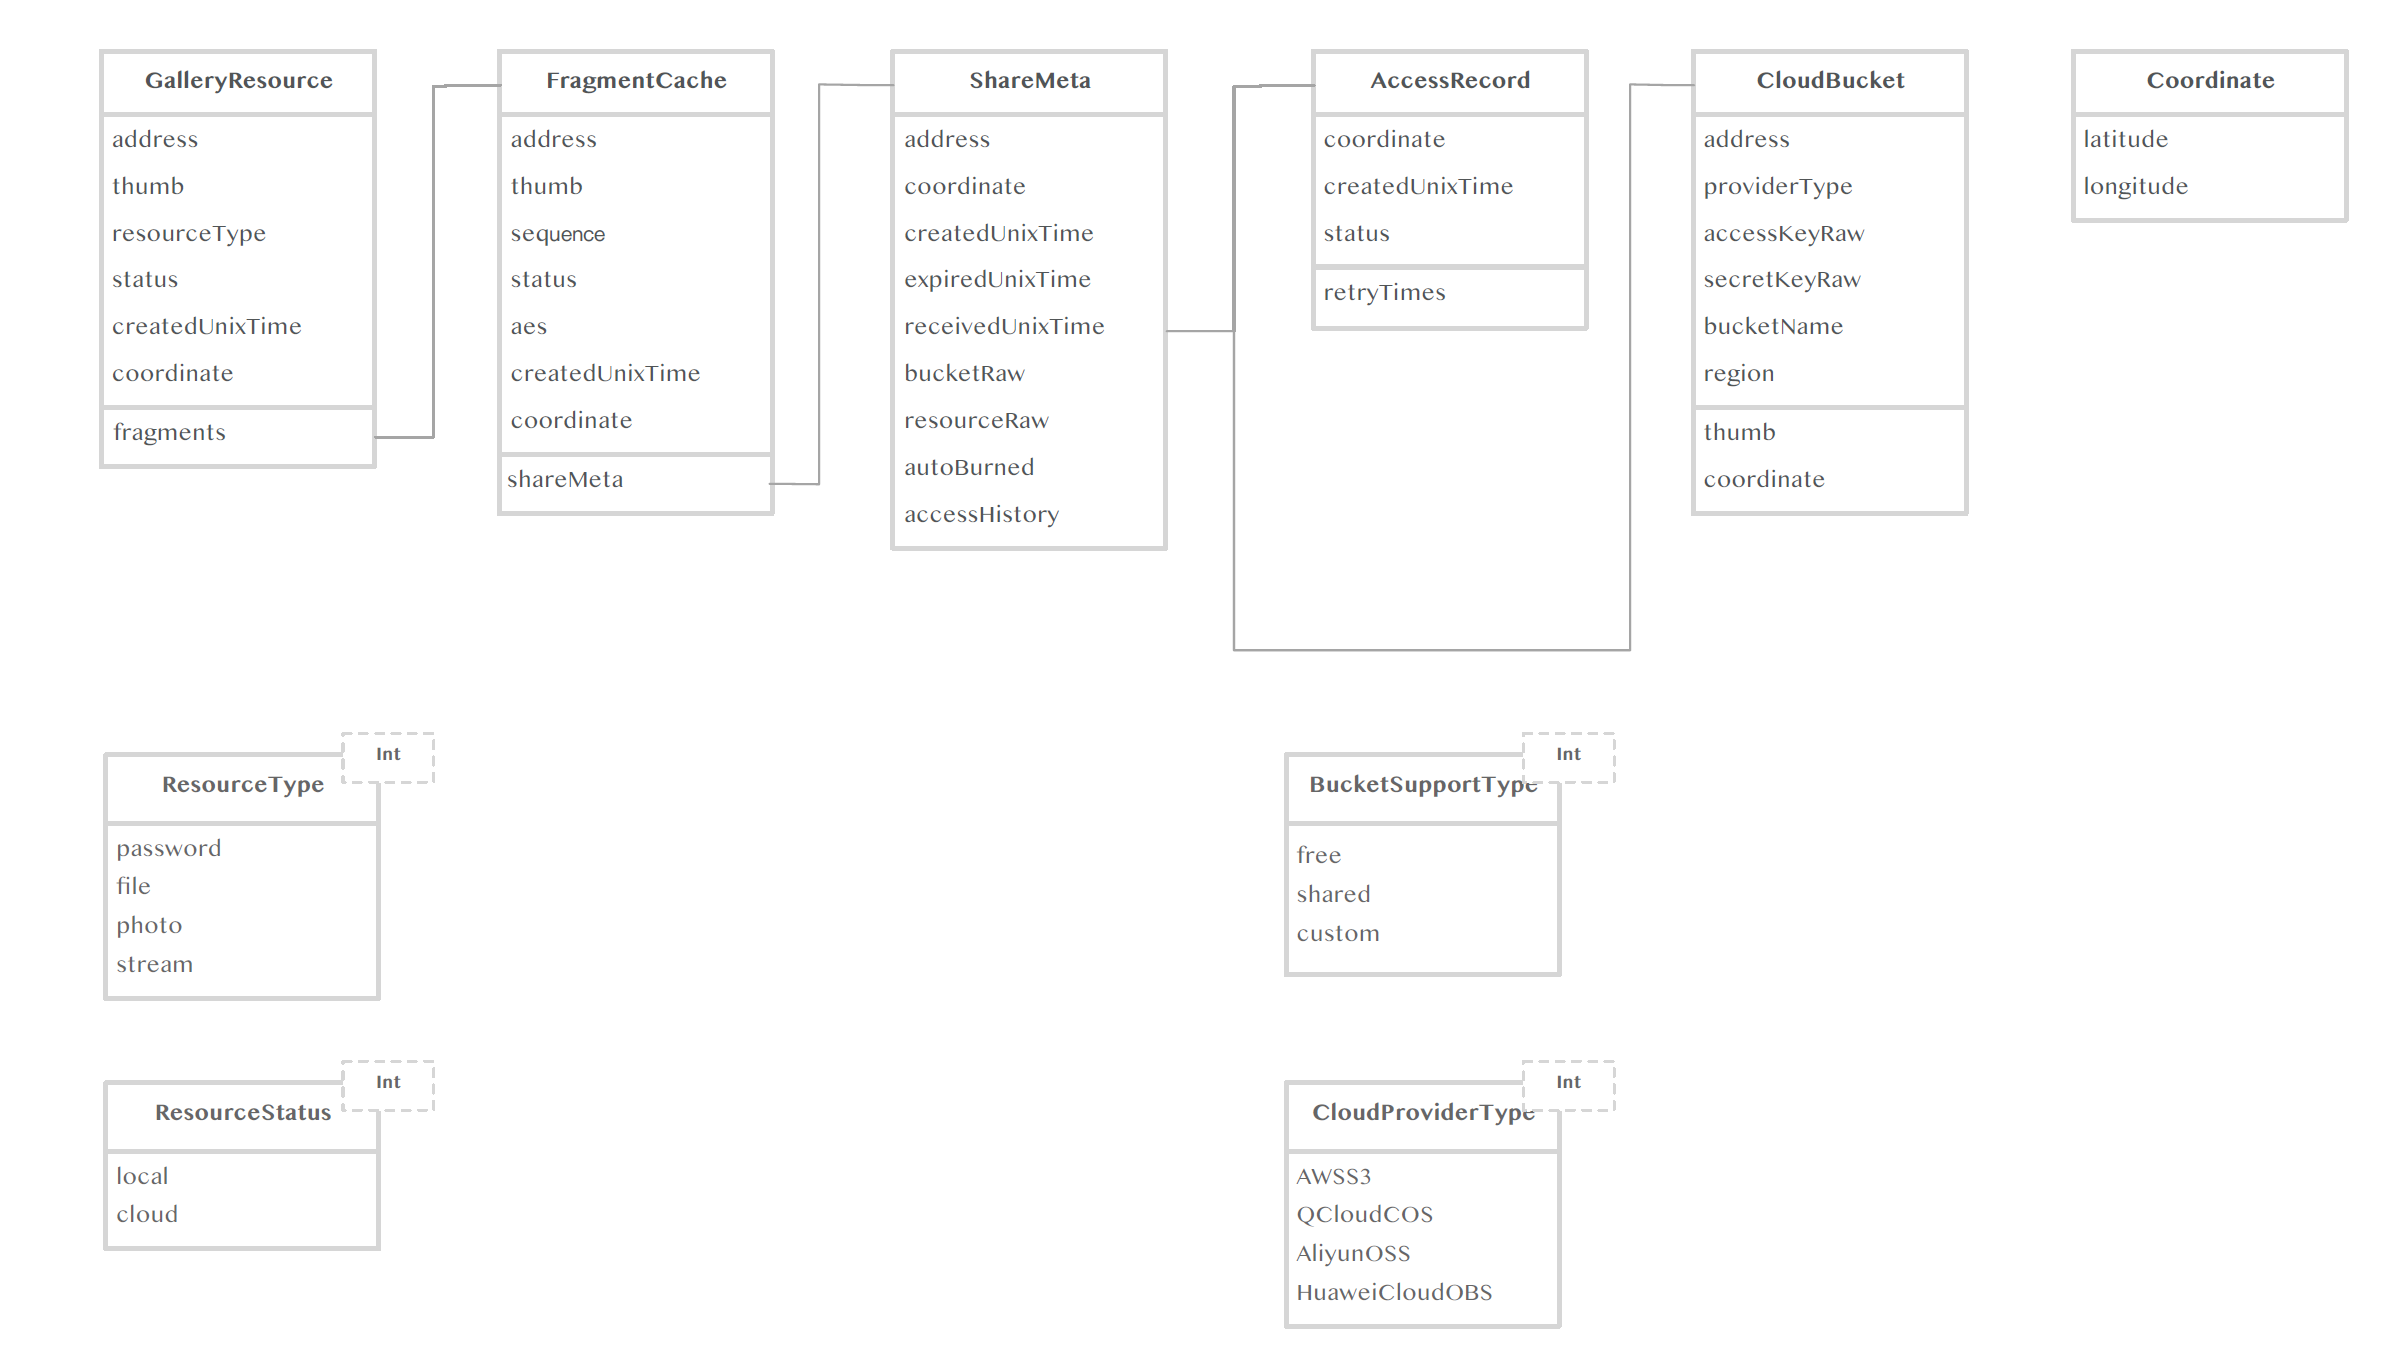 GalleryResource
address
thumb
resourceType
status
createdUnixTime
coordinate
fragments
FragmentCache
address
thumb
sequence
status
aes
createdUnixTime
coordinate
shareMeta
ShareMeta
address
coordinate
createdUnixTime
expiredUnixTime
receivedUnixTime
bucketRaw
resourceRaw
autoBurned
accessHistory
AccessRecord
coordinate
createdUnixTime
status
retryTimes
CloudBucket
address
providerType
accessKeyRaw
secretKeyRaw
bucketName
region
thumb
coordinate
Coordinate
latitude
longitude
Int
ResourceType
password
file
photo
stream
Int
BucketSupportType
free
shared
custom
Int
ResourceStatus
local
cloud
Int
CloudProviderType
AWSS3
QCloudCOS
AliyunOSS
HuaweiCloudOBS